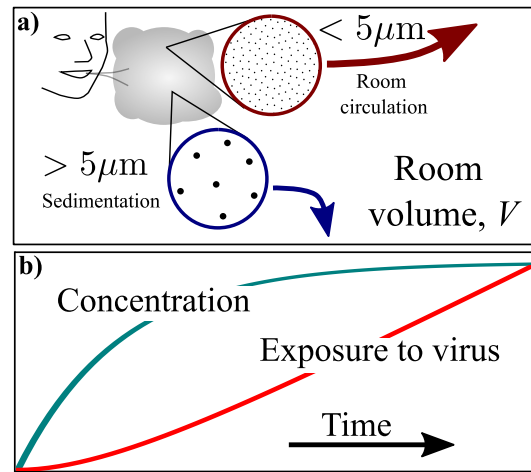 a)
< 5μm
Room
circulation
> 5μm
Sedimentation
Room
volume, V
b)
Concentration
Exposure to virus
Time